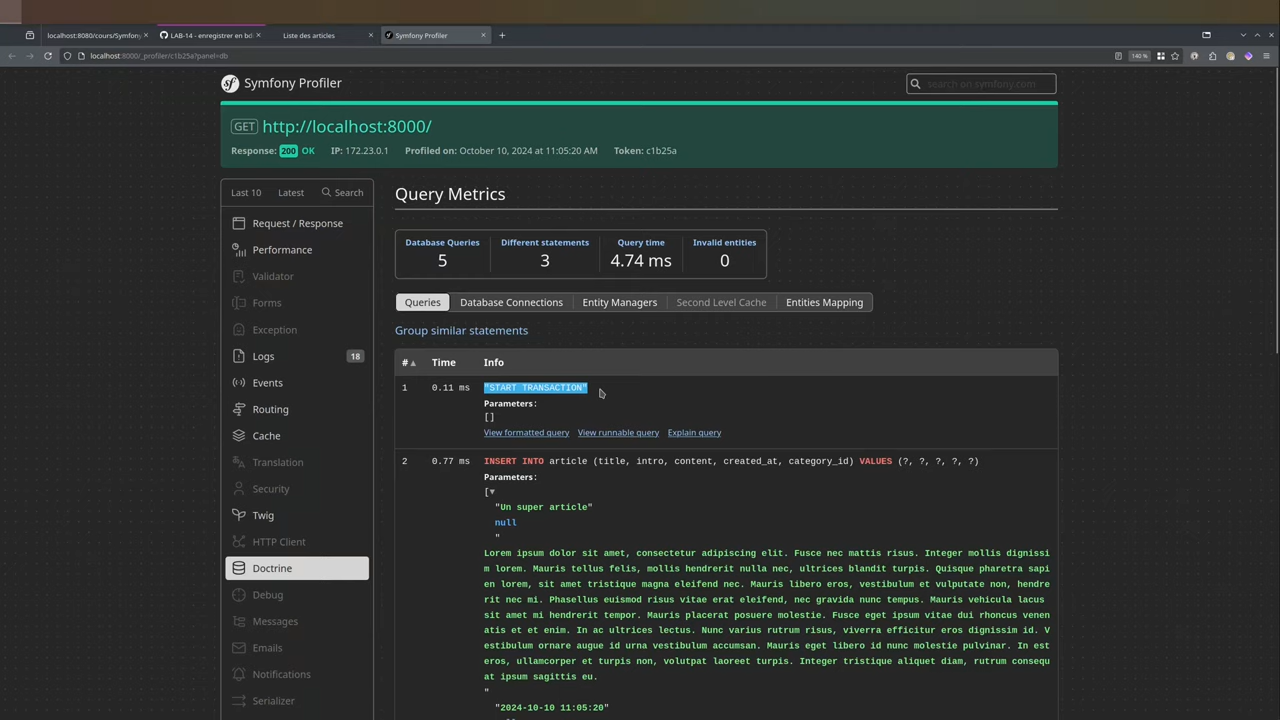 localhost:8080/cours/Symfony
LAB-14 - enregistrer en bd
Liste des articles
Symfony Profiler
localhost:8000/_profiler/c1b25a?panel=db
140 %
Symfony Profiler
search on symfony.com
GET http://localhost:8000/
Response: 200 OK IP: 172.23.0.1 Profiled on: October 10, 2024 at 11:05:20 AM Token: c1b25a
Last 10 Latest Search
Request / Response
Performance
Validator
Forms
Exception
Logs 18
Events
Routing
Cache
Translation
Security
Twig
HTTP Client
Doctrine
Debug
Messages
Emails
Notifications
Serializer
Query Metrics
Database Queries Different statements Query time Invalid entities
5 3 4.74 ms 0
Queries Database Connections Entity Managers Second Level Cache Entities Mapping
Group similar statements
# Time Info
1 0.11 ms "START TRANSACTION"
Parameters:
[]
View formatted query View runnable query Explain query
2 0.77 ms INSERT INTO article (title, intro, content, created_at, category_id) VALUES (?, ?, ?, ?, ?)
Parameters:
[▼
"Un super article"
null
"
Lorem ipsum dolor sit amet, consectetur adipiscing elit. Fusce nec mattis risus. Integer mollis dignissi
m lorem. Mauris tellus felis, mollis hendrerit nulla nec, ultrices blandit turpis. Quisque pharetra sapi
en lorem, sit amet tristique magna eleifend nec. Mauris libero eros, vestibulum et vulputate non, hendre
rit nec mi. Phasellus euismod risus vitae erat eleifend, nec gravida nunc tempus. Mauris vehicula lacus
sit amet mi hendrerit tempor. Mauris placerat posuere molestie. Fusce eget ipsum vitae dui rhoncus venen
atis et et enim. In ac ultrices lectus. Nunc varius rutrum risus, viverra efficitur eros dignissim id. V
estibulum ornare augue id urna vestibulum accumsan. Mauris eget libero id nunc molestie pulvinar. In est
eros, ullamcorper et turpis non, volutpat laoreet turpis. Integer tristique aliquet diam, rutrum consequ
at ipsum sagittis eu.
"
"2024-10-10 11:05:20"